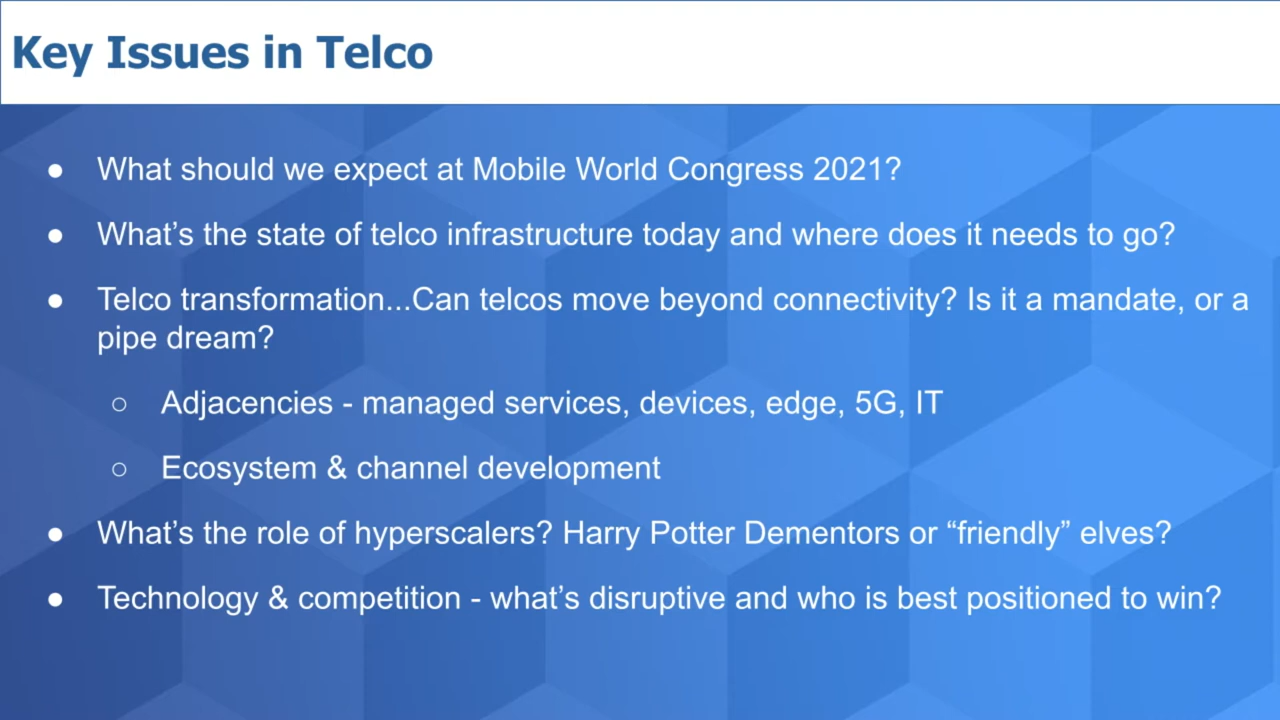 Key Issues in Telco
● What should we expect at Mobile World Congress 2021?
● What’s the state of telco infrastructure today and where does it needs to go?
● Telco transformation...Can telcos move beyond connectivity? Is it a mandate, or a
pipe dream?
○ Adjacencies - managed services, devices, edge, 5G, IT
○ Ecosystem & channel development
● What’s the role of hyperscalers? Harry Potter Dementors or “friendly” elves?
● Technology & competition - what’s disruptive and who is best positioned to win?